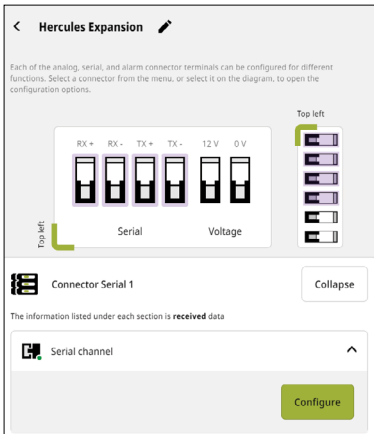 Hercules Expansion
Each of the analog, serial, and alarm connector terminals can be configured for different
functions. Select a connector from the menu, or select it on the diagram, to open the
configuration options.
Top left
RX + RX - TX + TX - 12 V 0 V
Top left
Serial Voltage
Connector Serial 1
Collapse
The information listed under each section is received data
Serial channel
Configure